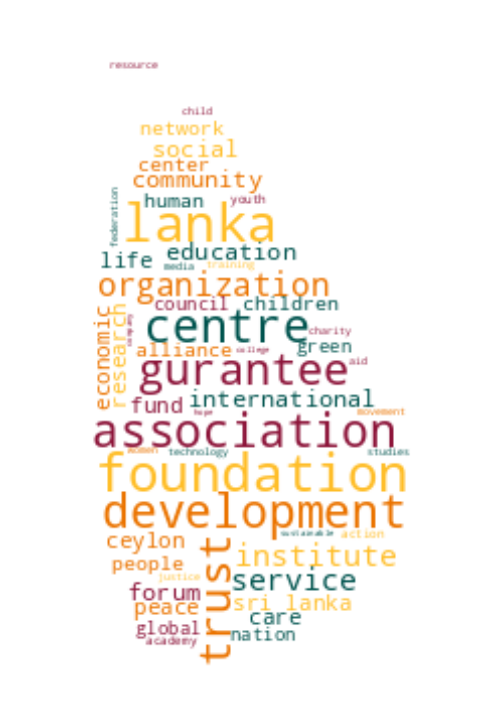 resource
child
network
social
center
community
human youth
federation
lanka
education
life media training
organization
council children
economic
research
company
centre charity
alliance college green
gurantee aid
international
fund hope movement
association
women technology studies
foundation
development
sustainable action
ceylon
trust
institute
people
justice service
forum
peace sri lanka
care
global nation
academy